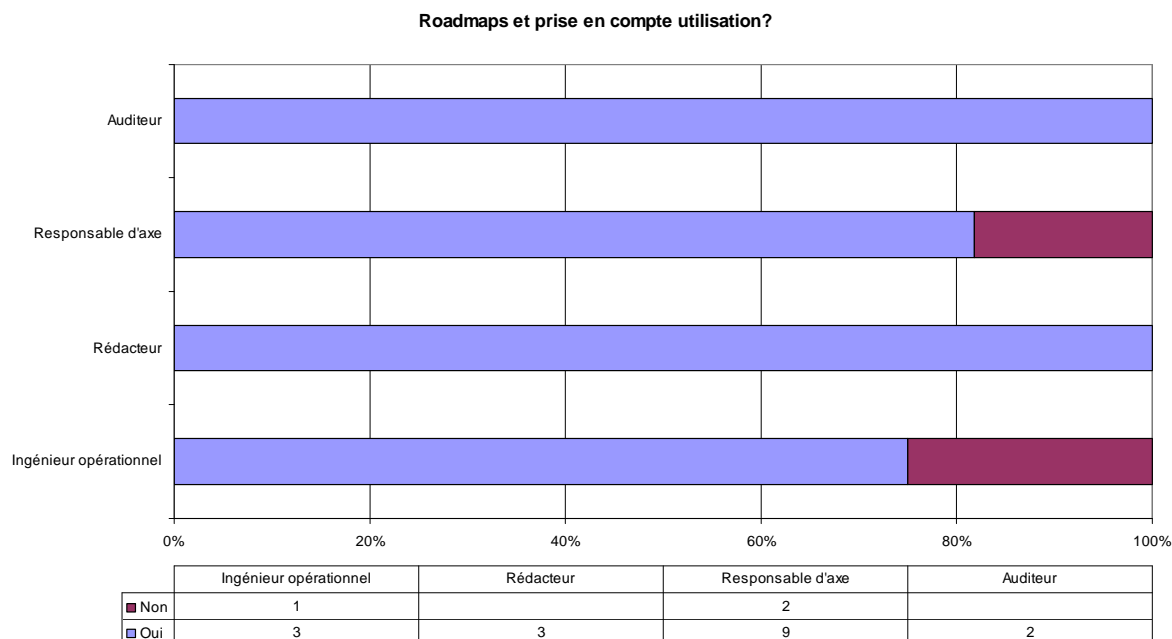 Roadmaps et prise en compte utilisation?
Auditeur
Responsable d'axe
Rédacteur
Ingénieur opérationnel
0% 20% 40% 60% 80% 100%
Ingénieur opérationnel Rédacteur Responsable d'axe Auditeur
Non 1 2
Oui 3 3 9 2